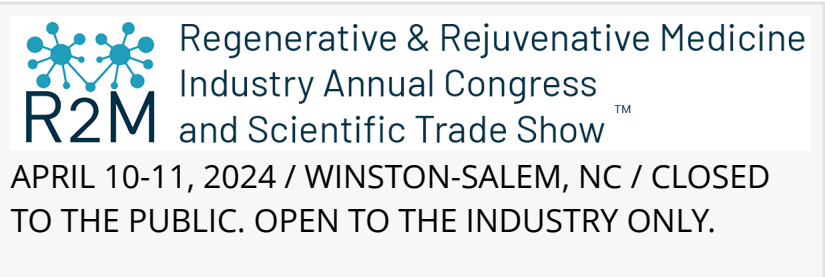 R2M
Regenerative & Rejuvenative Medicine
Industry Annual Congress
and Scientific Trade Show ™
APRIL 10-11, 2024 / WINSTON-SALEM, NC / CLOSED
TO THE PUBLIC. OPEN TO THE INDUSTRY ONLY.